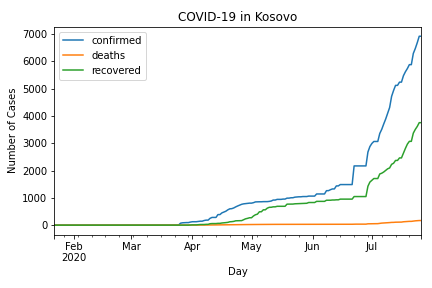 COVID-19 in Kosovo
7000
6000
5000
4000
3000
2000
1000
0
Number of Cases
confirmed
deaths
recovered
Feb
2020
Mar
Apr
May
Jun
Jul
Day